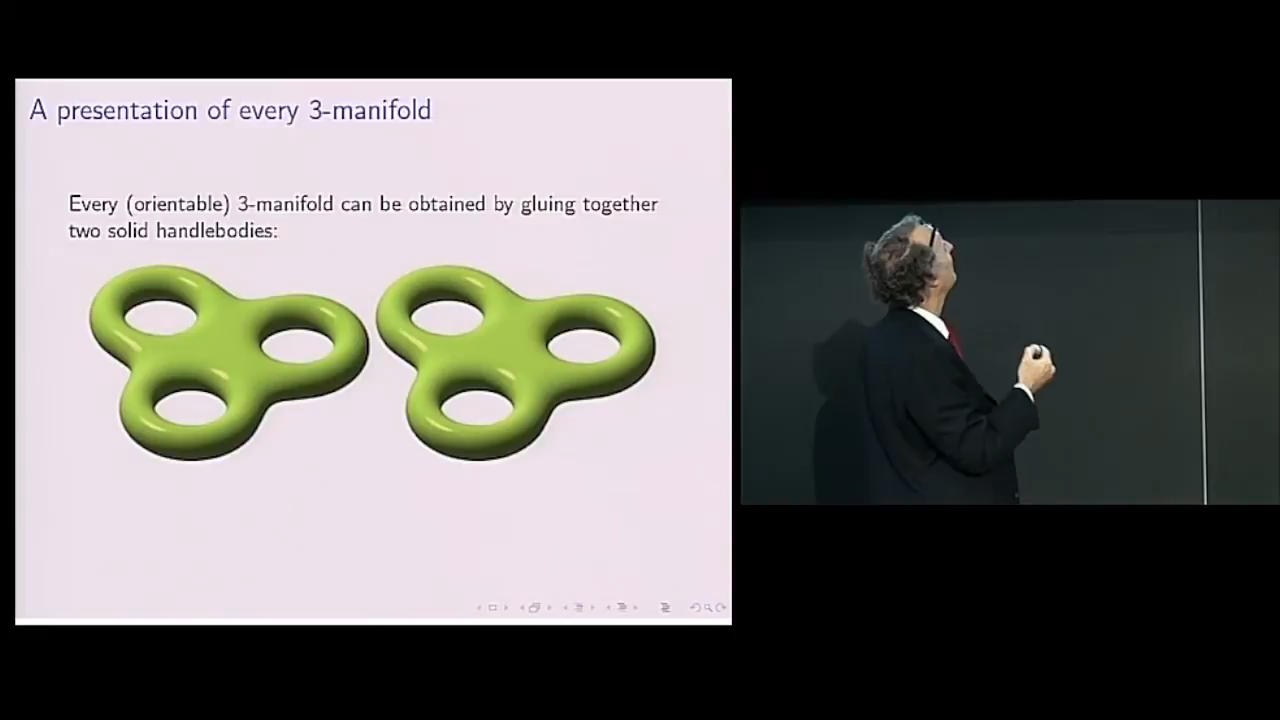 A presentation of every 3-manifold
Every (orientable) 3-manifold can be obtained by gluing together
two solid handlebodies: